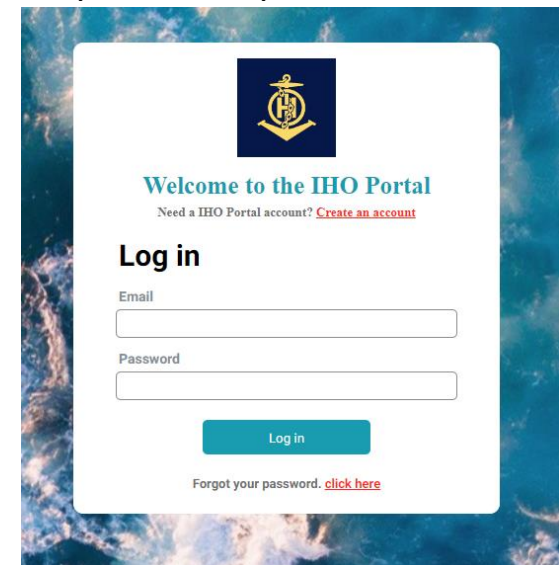 Welcome to the IHO Portal
Need a IHO Portal account? Create an account
Log in
Email
Password
Log in
Forgot your password. click here